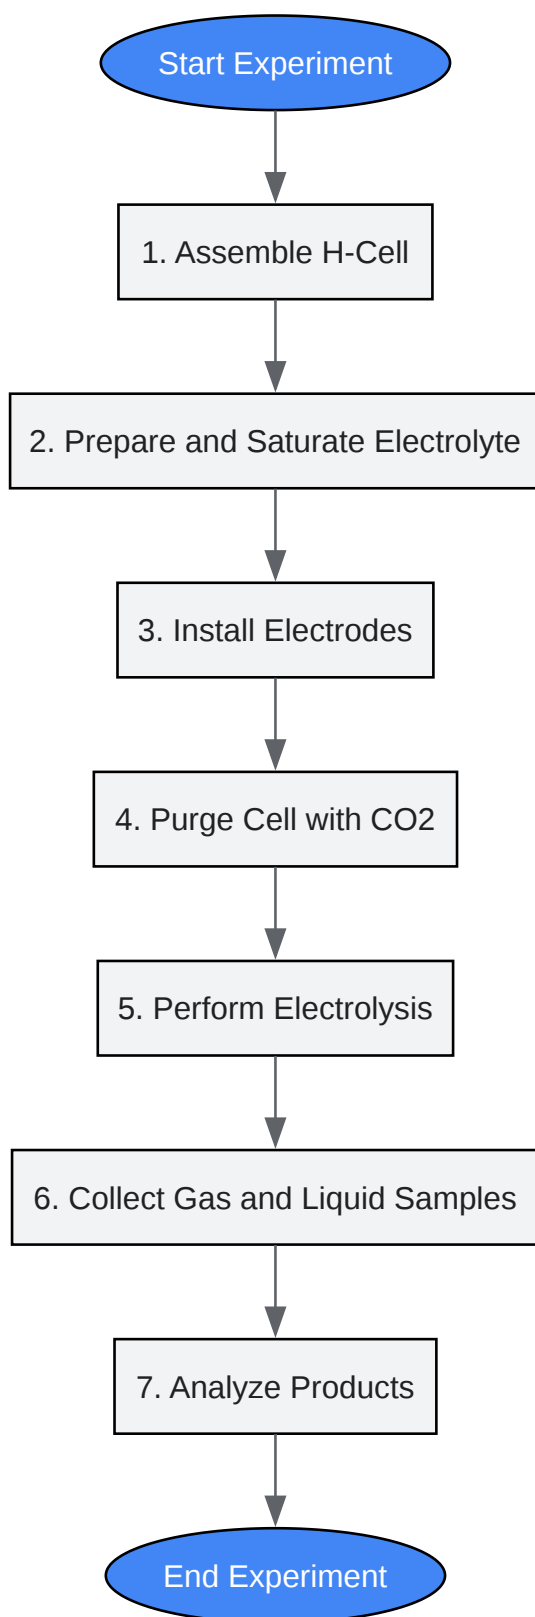 Start Experiment
1. Assemble H-Cell
2. Prepare and Saturate Electrolyte
3. Install Electrodes
4. Purge Cell with CO2
5. Perform Electrolysis
6. Collect Gas and Liquid Samples
7. Analyze Products
End Experiment